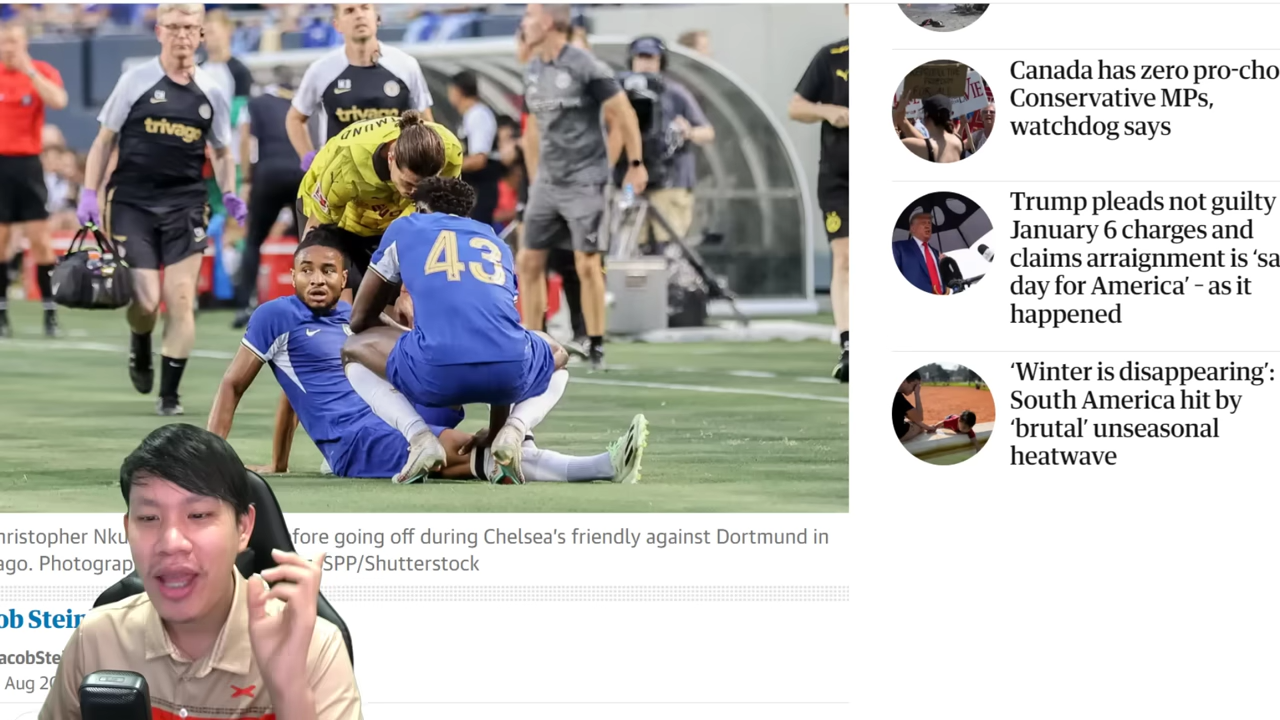 trivago
trivago
MUND
43
hristopher Nku
fore going off during Chelsea's friendly against Dortmund in
ago. Photograp
SPP/Shutterstock
ob Stein
acobSte
Aug 20
Canada has zero pro-cho
Conservative MPs,
watchdog says
Trump pleads not guilty
January 6 charges and
claims arraignment is ‘sa
day for America’ – as it
happened
‘Winter is disappearing’:
South America hit by
‘brutal’ unseasonal
heatwave